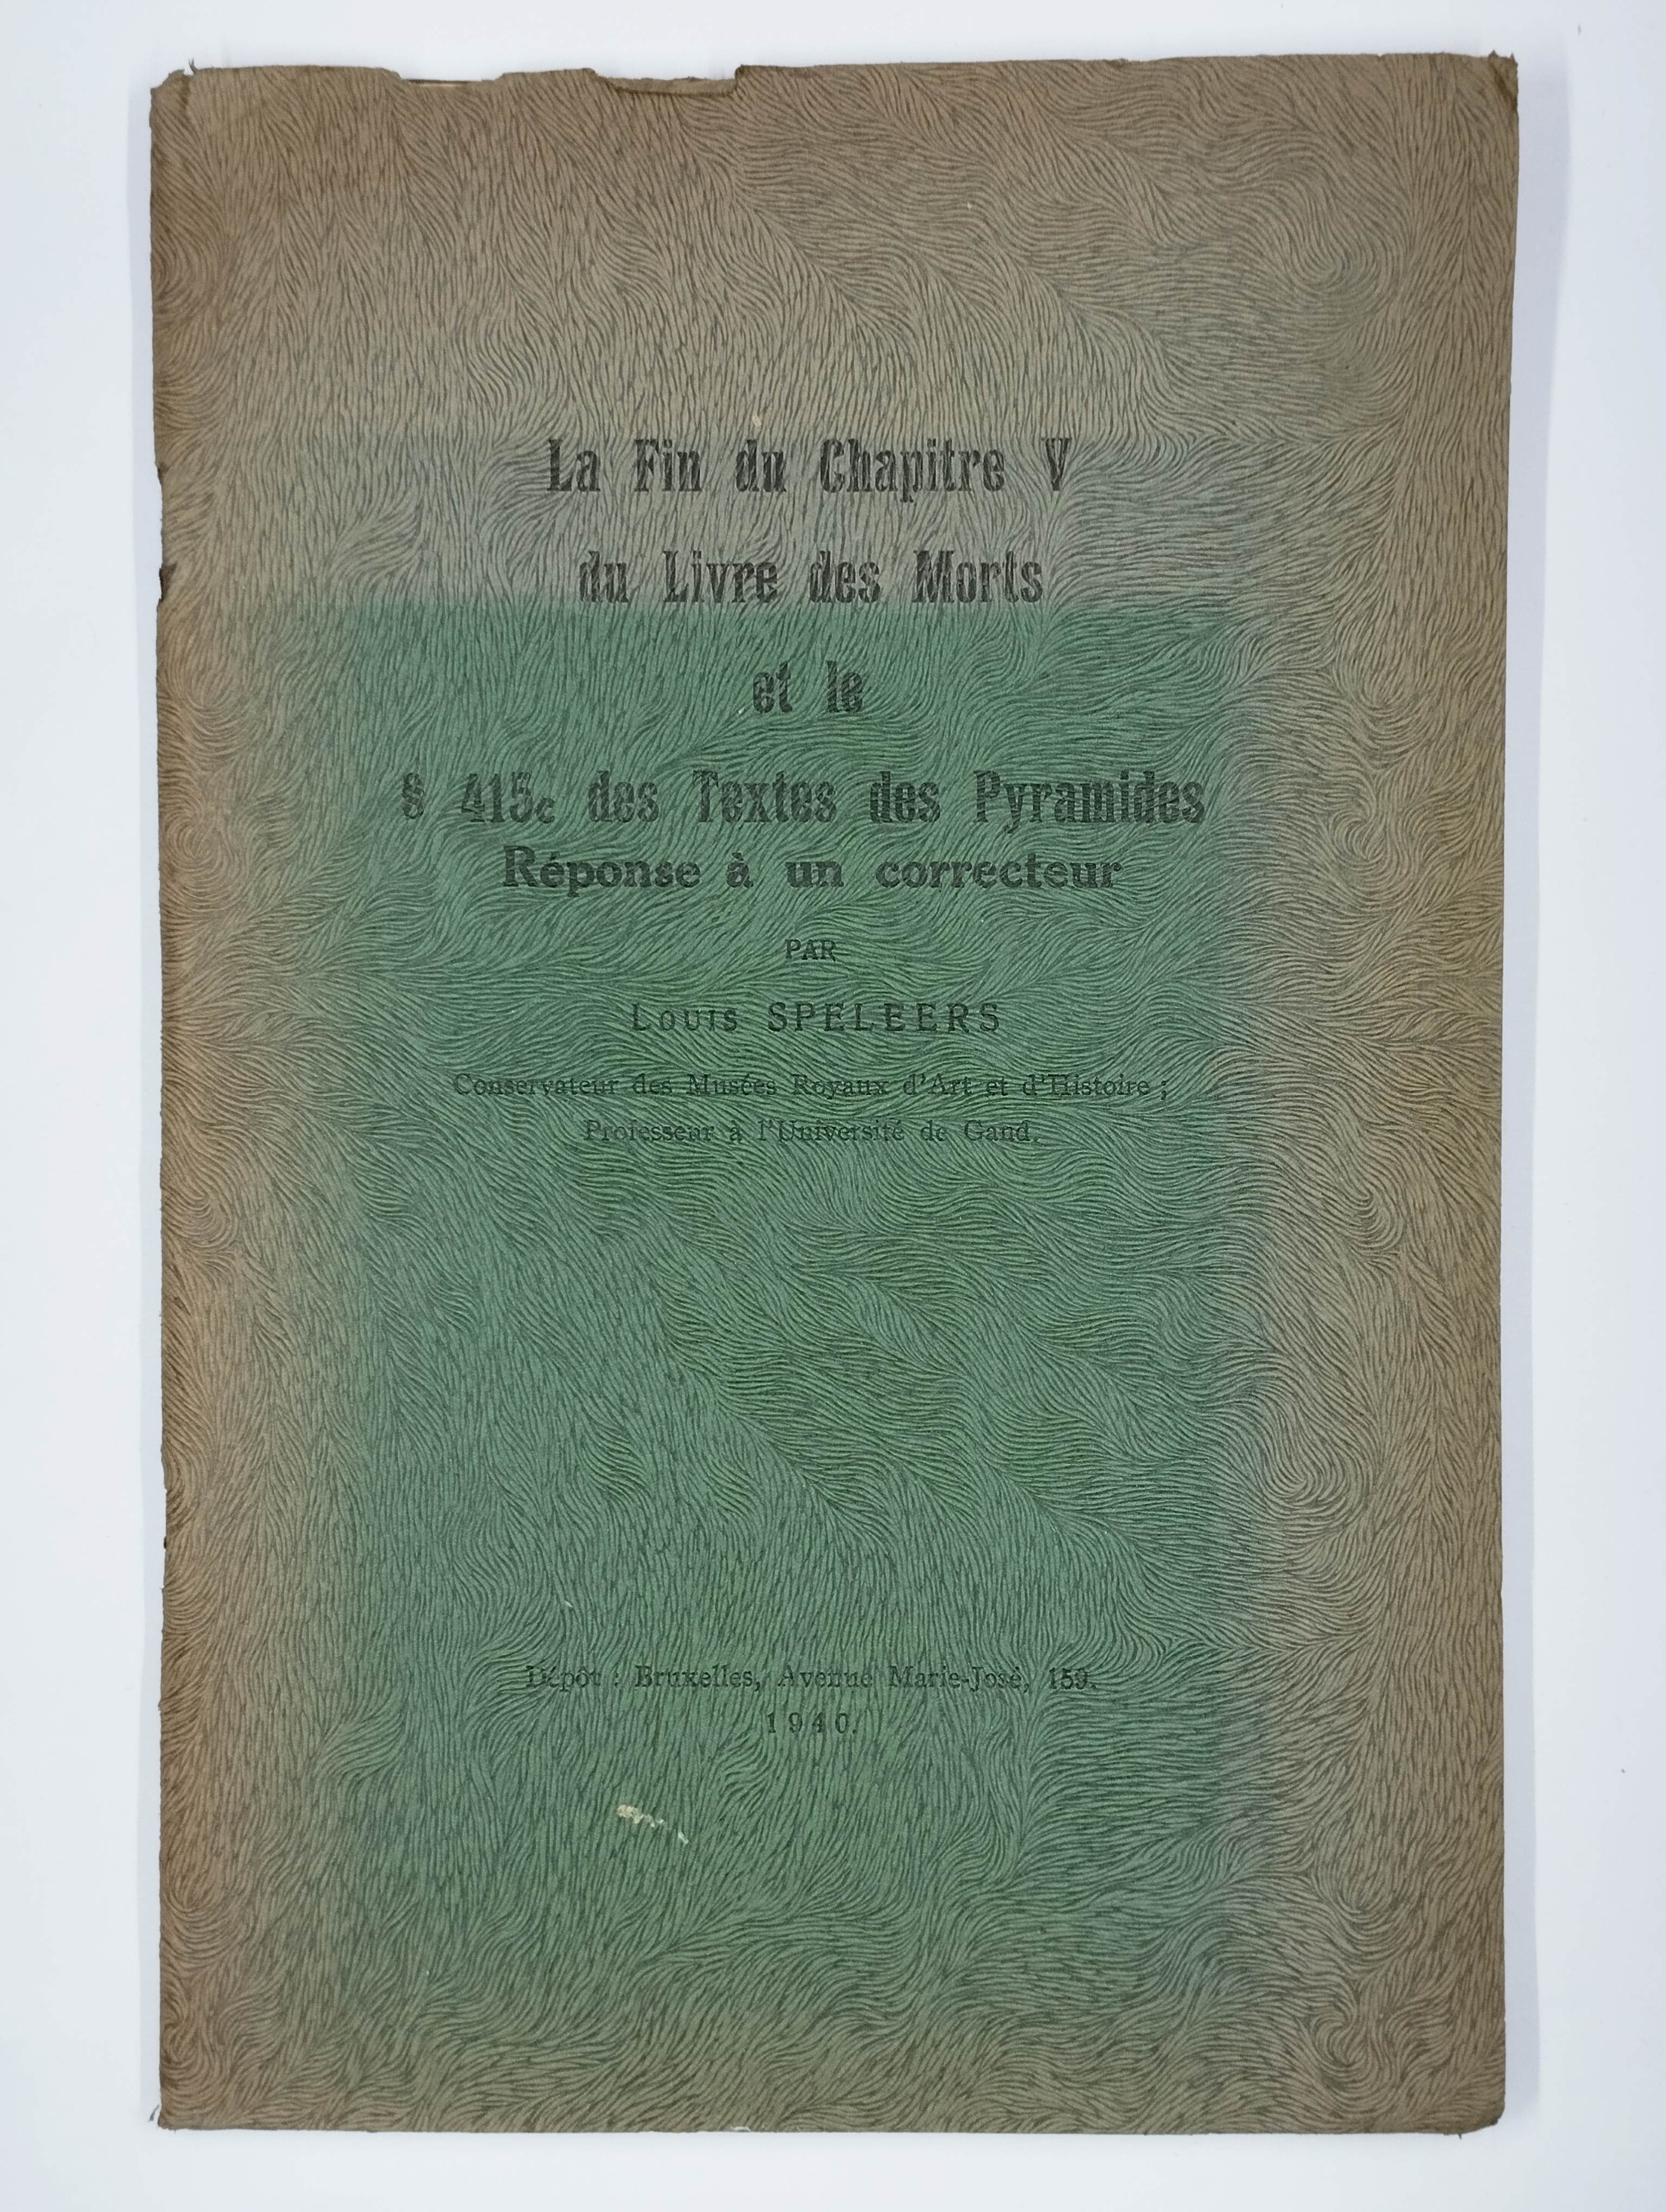 La Fin du Chapitre V
du Livre des Morts
et le
§ 415c des Textes des Pyramides
Réponse à un correcteur
PAR
Louis SPELEERS
Conservateur des Musées Royaux d'Art et d'Histoire ;
Professeur à l'Université de Gand.
Dépôt : Bruxelles, Avenue Marie-José, 159.
1940.